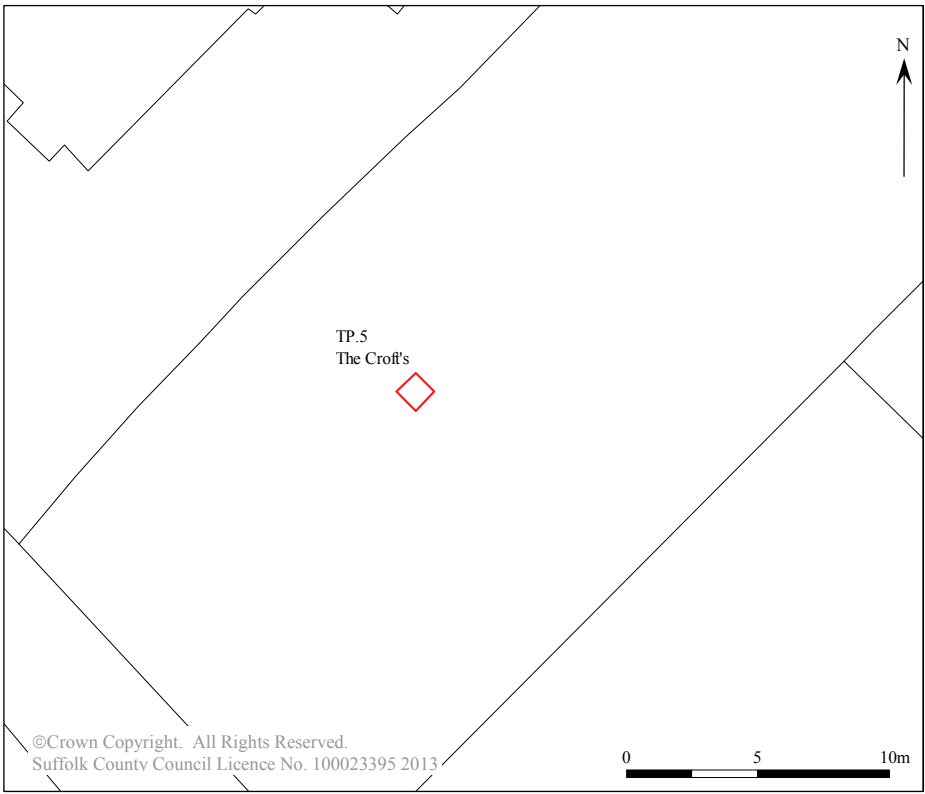 N
TP.5
The Croft's
©Crown Copyright. All Rights Reserved.
Suffolk County Council Licence No. 100023395 2013
0 5 10m